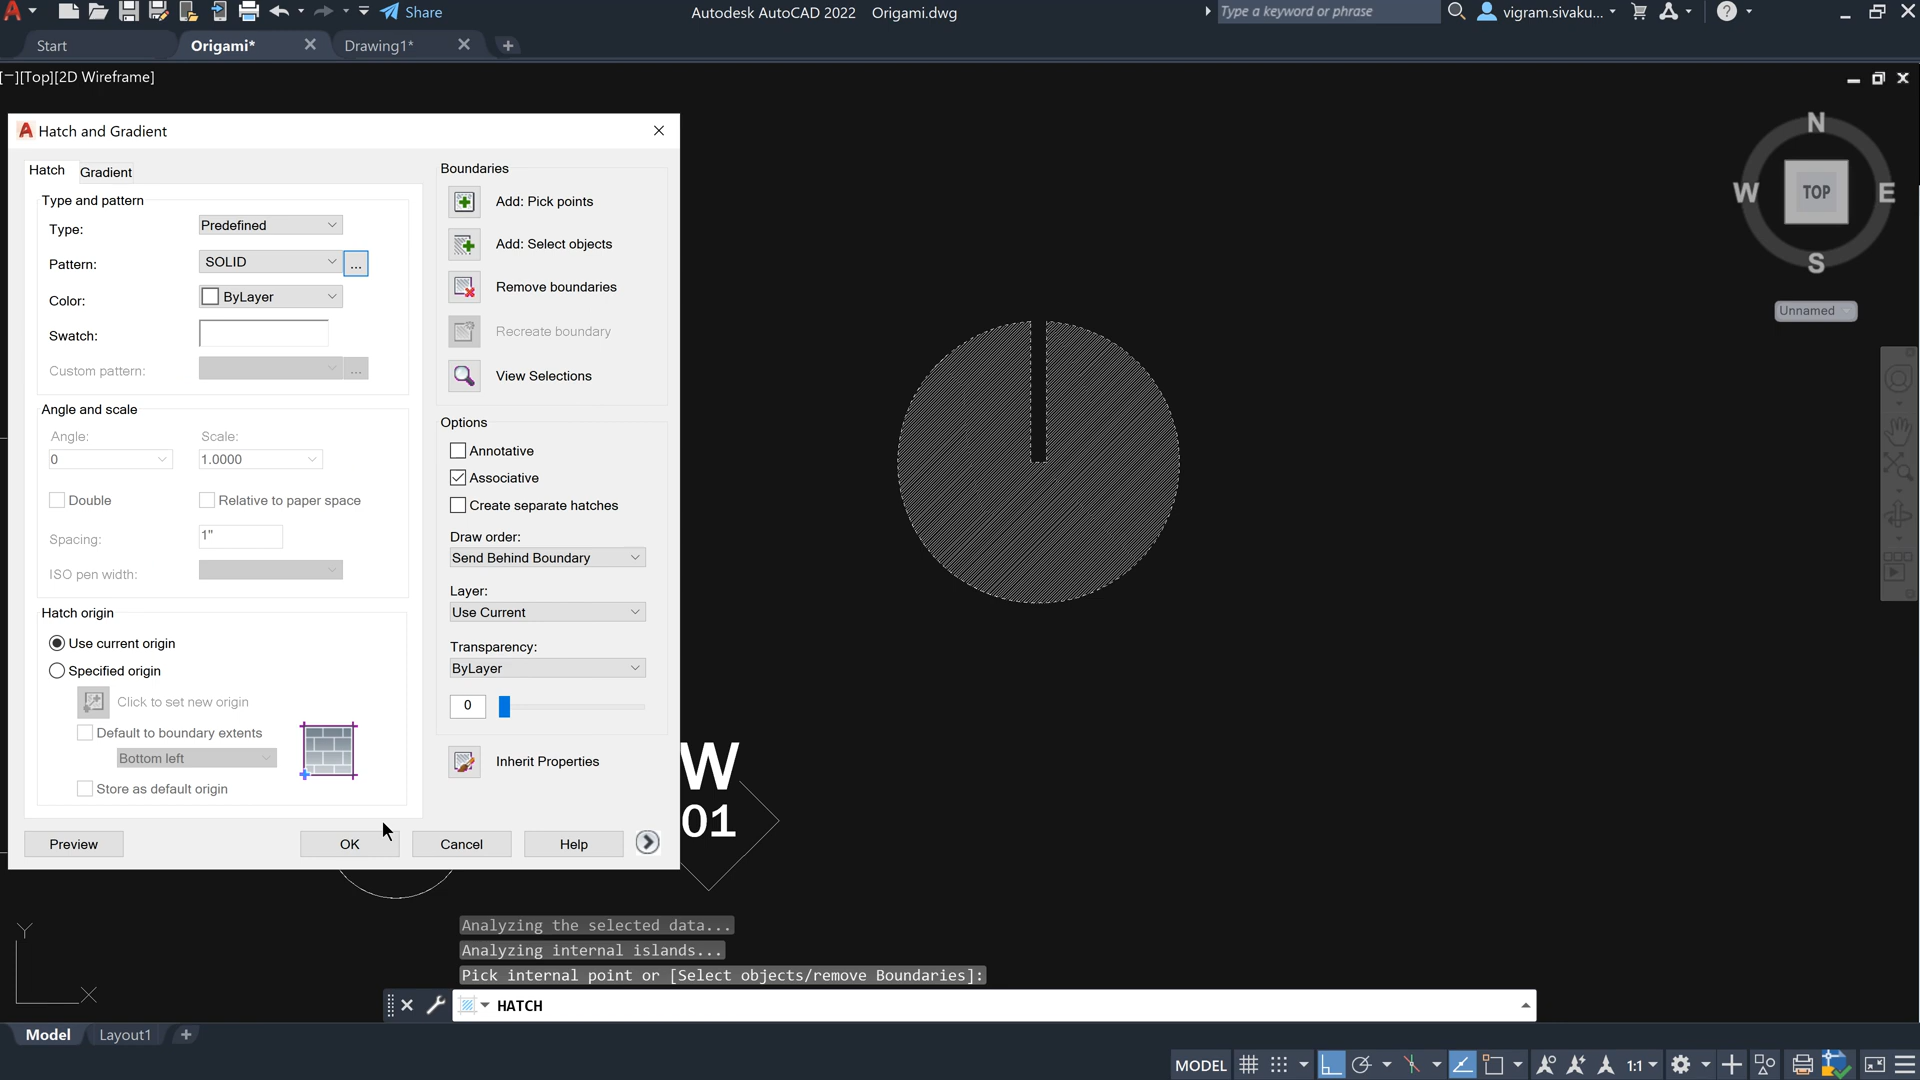 Share
Autodesk AutoCAD 2022 Origami.dwg
Type a keyword or phrase
vigram.sivaku...
Start
Origami*
Drawing1*
[−][Top][2D Wireframe]
N
W
TOP
E
S
Unnamed
Hatch and Gradient
Hatch
Gradient
Type and pattern
Type:
Predefined
Pattern:
SOLID
...
Color:
ByLayer
Swatch:
Custom pattern:
...
Angle and scale
Angle:
Scale:
0
1.0000
Double
Relative to paper space
Spacing:
1"
ISO pen width:
Hatch origin
Use current origin
Specified origin
Click to set new origin
Default to boundary extents
Bottom left
Store as default origin
Boundaries
Add: Pick points
Add: Select objects
Remove boundaries
Recreate boundary
View Selections
Options
Annotative
Associative
Create separate hatches
Draw order:
Send Behind Boundary
Layer:
Use Current
Transparency:
ByLayer
0
Inherit Properties
Preview
OK
Cancel
Help
W
01
Y
X
Analyzing the selected data...
Analyzing internal islands...
Pick internal point or [Select objects/remove Boundaries]:
HATCH
Model
Layout1
MODEL
1:1